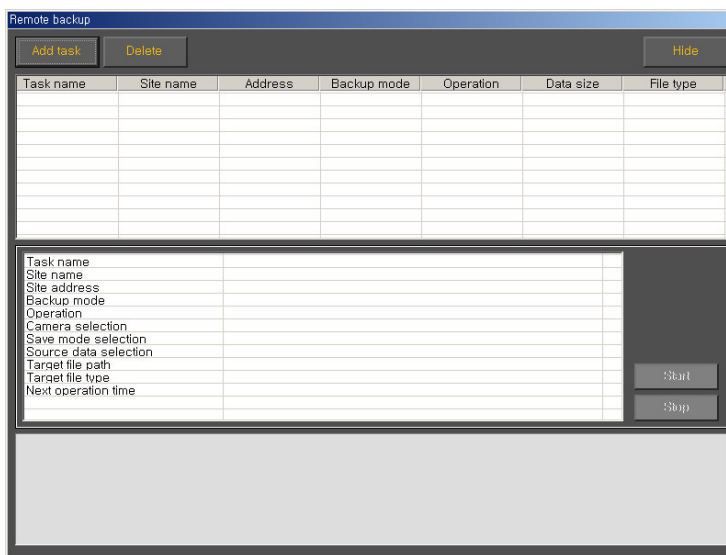 Remote backup
Add task Delete Hide
Task name Site name Address Backup mode Operation Data size File type
Task name
Site name
Site address
Backup mode
Operation
Camera selection
Save mode selection
Source data selection
Target file path
Target file type
Next operation time
Start
Stop